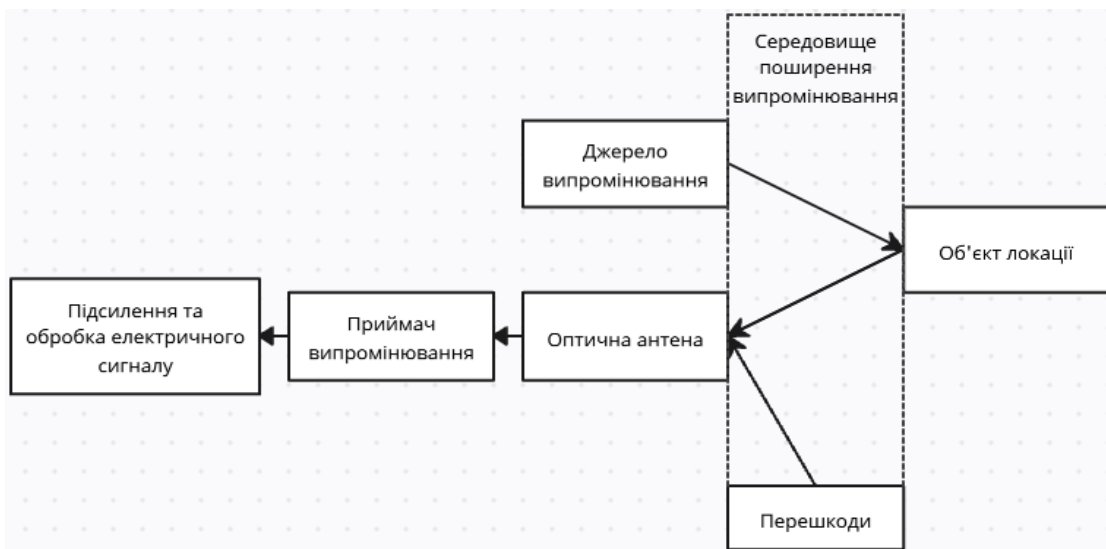 Середовище
поширення
випромінювання
Джерело
випромінювання
Об'єкт локації
Підсилення та
обробка електричного
сигналу
Приймач
випромінювання
Оптична антена
Перешкоди